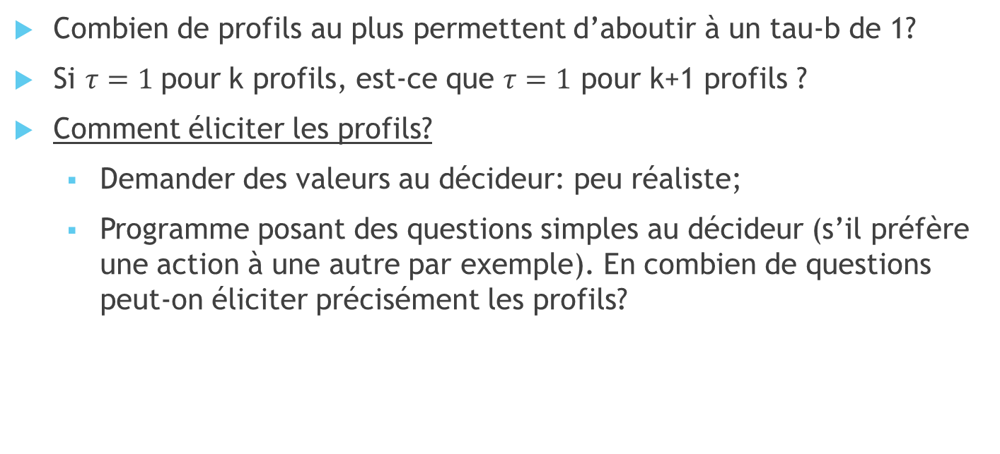 Combien de profils au plus permettent d’aboutir à un tau-b de 1?
Si 𝜏 = 1 pour k profils, est-ce que 𝜏 = 1 pour k+1 profils ?
Comment éliciter les profils?
Demander des valeurs au décideur: peu réaliste;
Programme posant des questions simples au décideur (s’il préfère
une action à une autre par exemple). En combien de questions
peut-on éliciter précisément les profils?